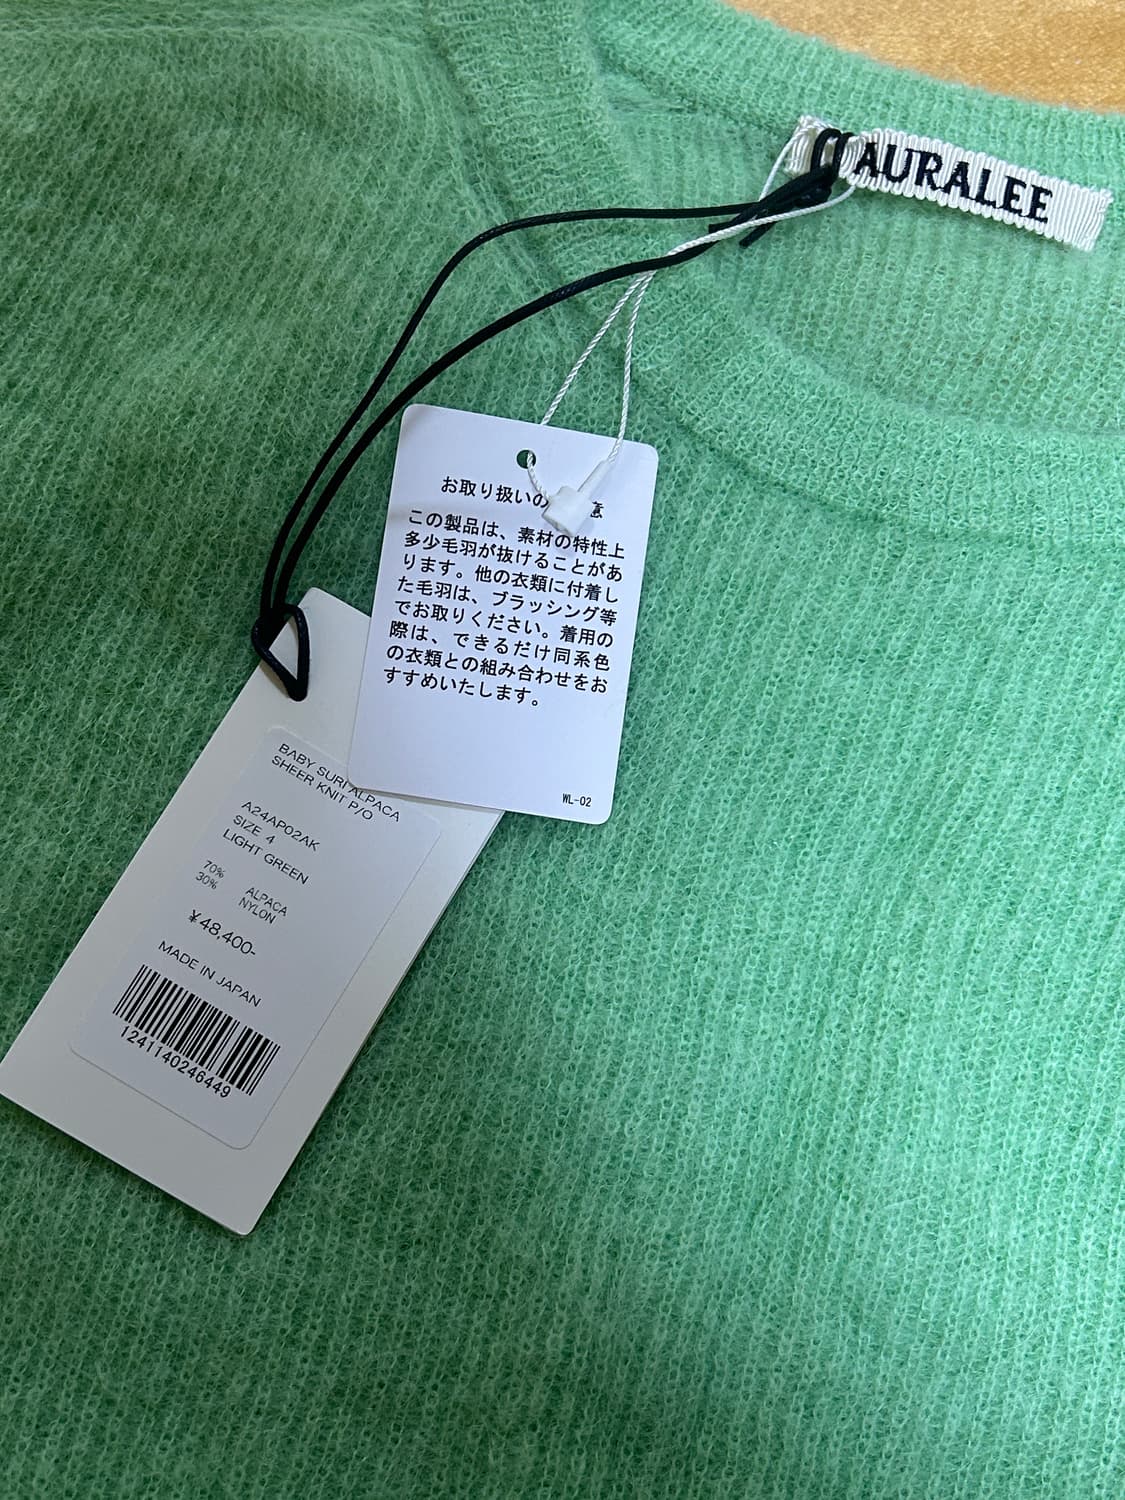 AURALEE
お取り扱いの
意
この製品は、素材の特性上
多少毛羽が抜けることがあ
ります。他の衣類に付着し
た毛羽は、ブラッシング等
でお取りください。着用の
際は、できるだけ同系色
の衣類との組み合わせをお
すすめいたします。
WL-02
BABY SURI ALPACA
SHEER KNIT P/O
A24AP02AK
SIZE 4
LIGHT GREEN
70% ALPACA
30% NYLON
¥48,400-
MADE IN JAPAN
1241140246449